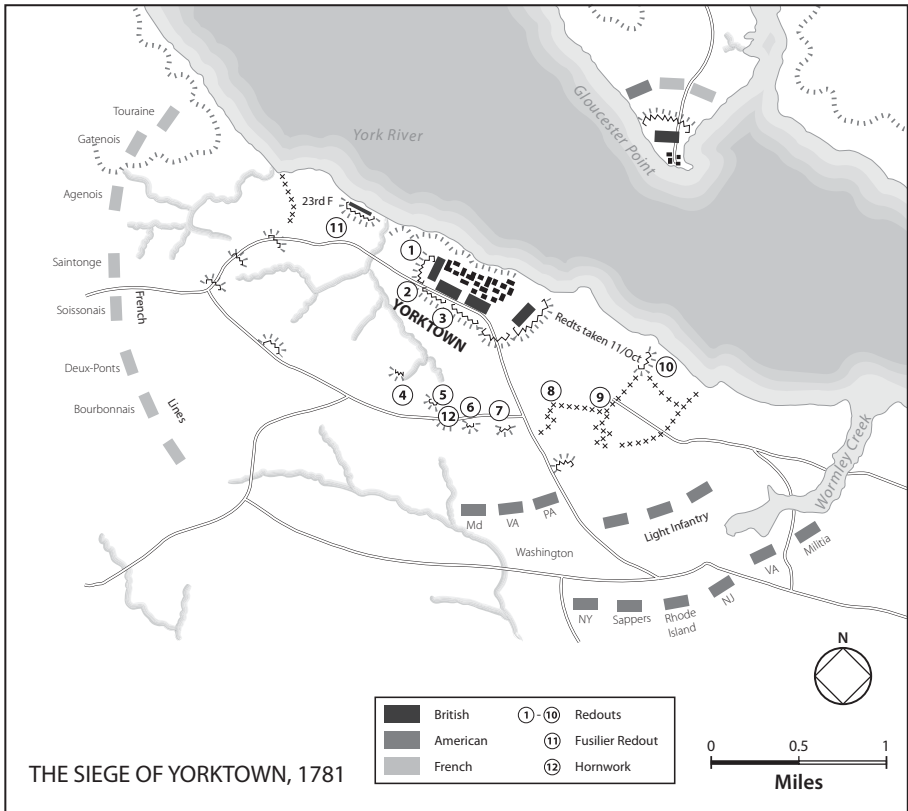 Touraine
Gatenois
Agenois
Saintonge
Soissonais
French
Deux-Ponts
Bourbonnais
Lines
York River
Gloucester Point
23rd F
11
1
2
3
YORKTOWN
Redts taken 11/Oct
10
4
5
6
7
12
8
9
Wormley Creek
Md
VA
PA
Washington
Light Infantry
Militia
VA
NJ
Rhode
Island
Sappers
NY
N
British
American
French
1 - 10 Redouts
11 Fusilier Redout
12 Hornwork
0 0.5 1
Miles
THE SIEGE OF YORKTOWN, 1781